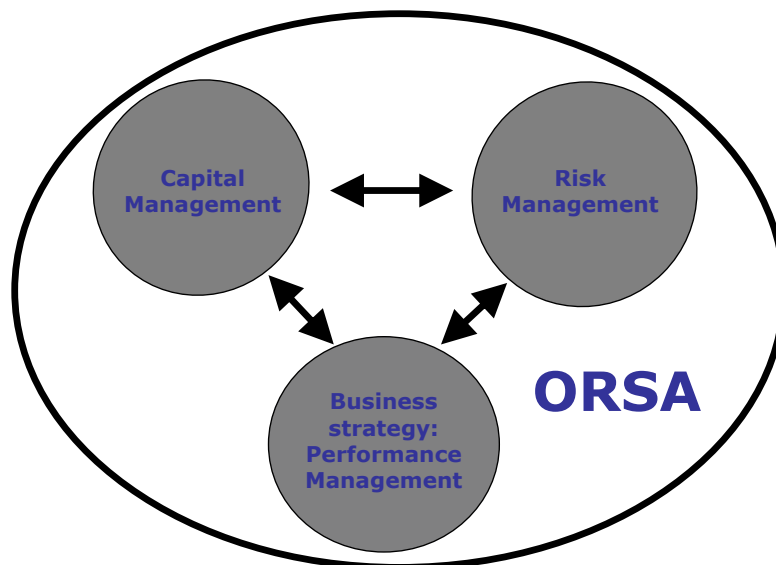 Capital
Management
Risk
Management
Business
strategy:
Performance
Management
ORSA